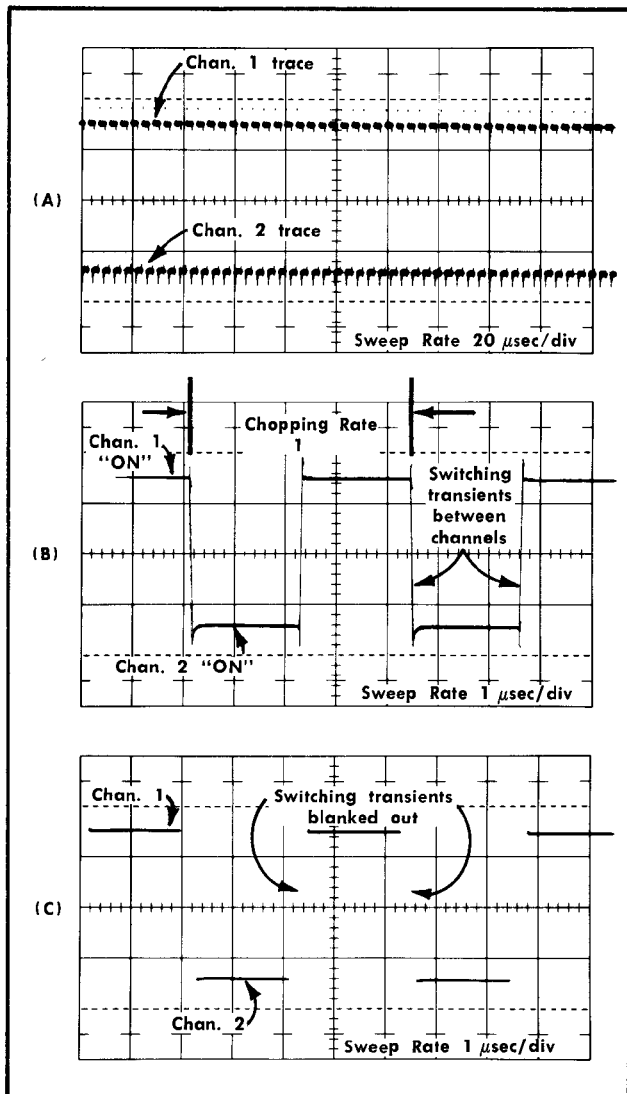 Chan. 1 trace
(A)
Chan. 2 trace
Sweep Rate 20 μsec/div
Chopping Rate
1
Chan. 1
"ON"
Switching
transients
between
channels
(B)
Chan. 2 "ON"
Sweep Rate 1 μsec/div
Chan. 1
Switching transients
blanked out
(C)
Chan. 2
Sweep Rate 1 μsec/div